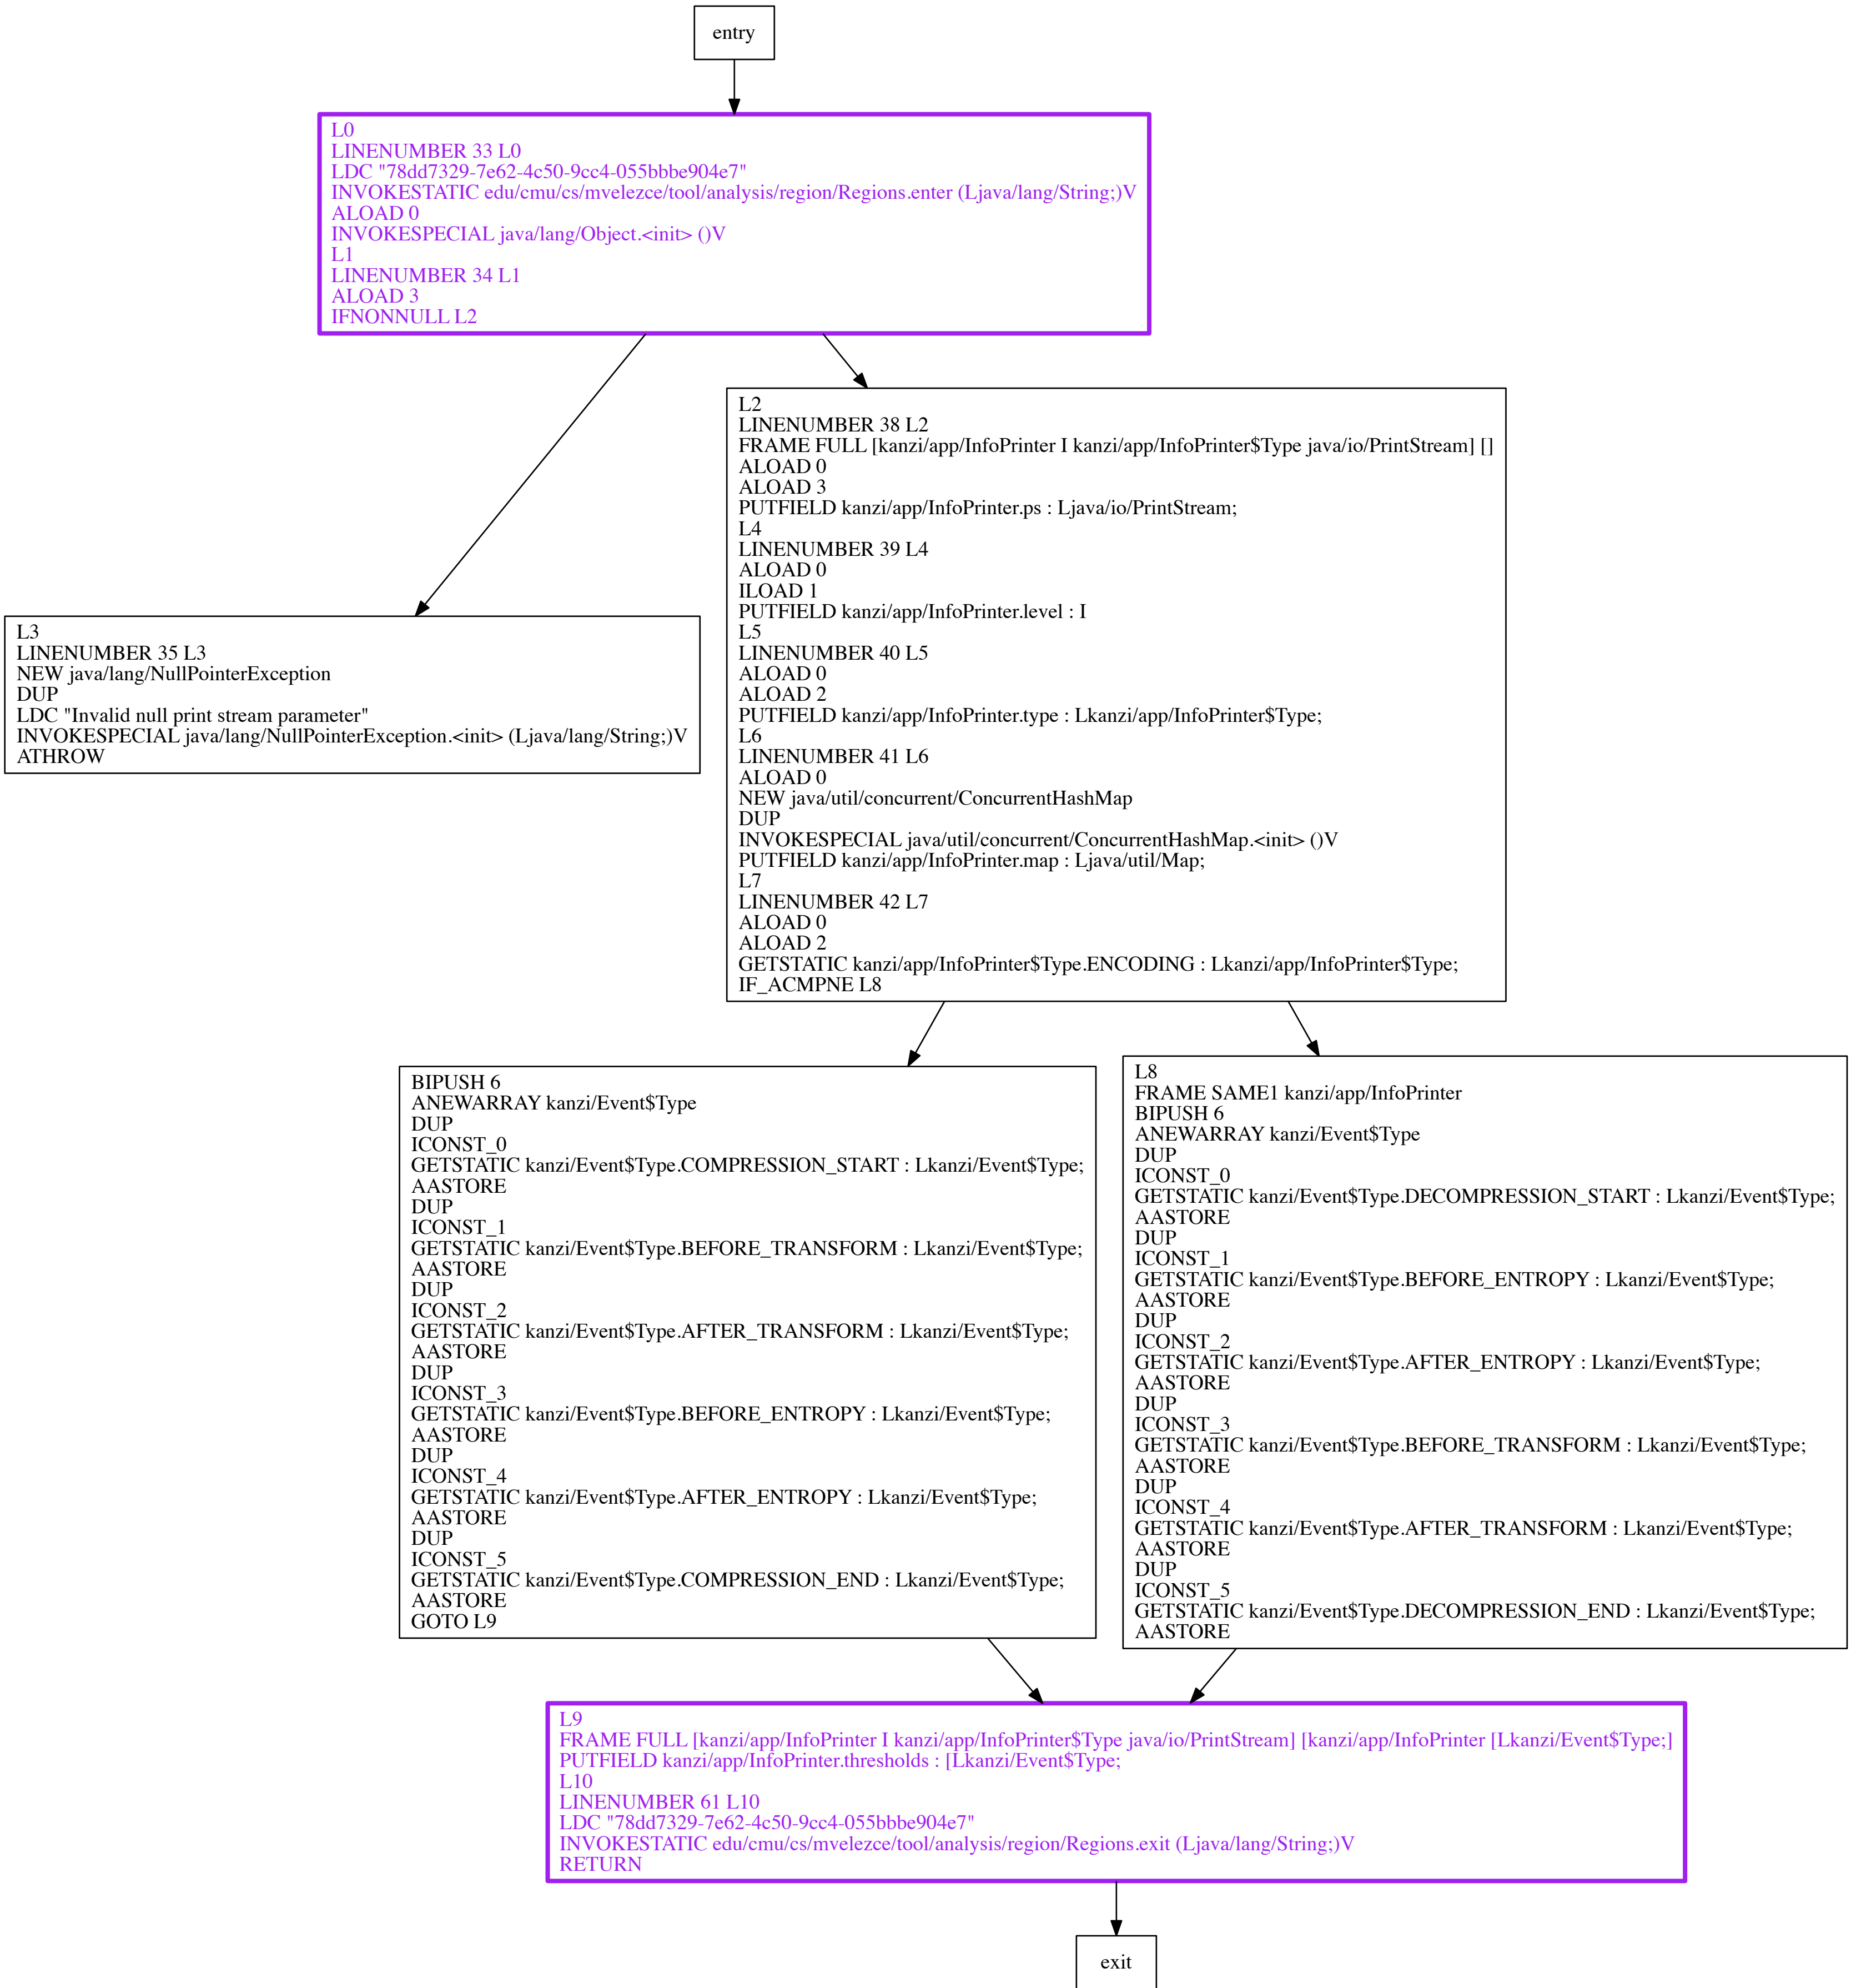 entry
L0
LINENUMBER 33 L0
LDC "78dd7329-7e62-4c50-9cc4-055bbbe904e7"
INVOKESTATIC edu/cmu/cs/mvelezce/tool/analysis/region/Regions.enter (Ljava/lang/String;)V
ALOAD 0
INVOKESPECIAL java/lang/Object.<init> ()V
L1
LINENUMBER 34 L1
ALOAD 3
IFNONNULL L2
L3
LINENUMBER 35 L3
NEW java/lang/NullPointerException
DUP
LDC "Invalid null print stream parameter"
INVOKESPECIAL java/lang/NullPointerException.<init> (Ljava/lang/String;)V
ATHROW
L2
LINENUMBER 38 L2
FRAME FULL [kanzi/app/InfoPrinter I kanzi/app/InfoPrinter$Type java/io/PrintStream] []
ALOAD 0
ALOAD 3
PUTFIELD kanzi/app/InfoPrinter.ps : Ljava/io/PrintStream;
L4
LINENUMBER 39 L4
ALOAD 0
ILOAD 1
PUTFIELD kanzi/app/InfoPrinter.level : I
L5
LINENUMBER 40 L5
ALOAD 0
ALOAD 2
PUTFIELD kanzi/app/InfoPrinter.type : Lkanzi/app/InfoPrinter$Type;
L6
LINENUMBER 41 L6
ALOAD 0
NEW java/util/concurrent/ConcurrentHashMap
DUP
INVOKESPECIAL java/util/concurrent/ConcurrentHashMap.<init> ()V
PUTFIELD kanzi/app/InfoPrinter.map : Ljava/util/Map;
L7
LINENUMBER 42 L7
ALOAD 0
ALOAD 2
GETSTATIC kanzi/app/InfoPrinter$Type.ENCODING : Lkanzi/app/InfoPrinter$Type;
IF_ACMPNE L8
BIPUSH 6
ANEWARRAY kanzi/Event$Type
DUP
ICONST_0
GETSTATIC kanzi/Event$Type.COMPRESSION_START : Lkanzi/Event$Type;
AASTORE
DUP
ICONST_1
GETSTATIC kanzi/Event$Type.BEFORE_TRANSFORM : Lkanzi/Event$Type;
AASTORE
DUP
ICONST_2
GETSTATIC kanzi/Event$Type.AFTER_TRANSFORM : Lkanzi/Event$Type;
AASTORE
DUP
ICONST_3
GETSTATIC kanzi/Event$Type.BEFORE_ENTROPY : Lkanzi/Event$Type;
AASTORE
DUP
ICONST_4
GETSTATIC kanzi/Event$Type.AFTER_ENTROPY : Lkanzi/Event$Type;
AASTORE
DUP
ICONST_5
GETSTATIC kanzi/Event$Type.COMPRESSION_END : Lkanzi/Event$Type;
AASTORE
GOTO L9
L8
FRAME SAME1 kanzi/app/InfoPrinter
BIPUSH 6
ANEWARRAY kanzi/Event$Type
DUP
ICONST_0
GETSTATIC kanzi/Event$Type.DECOMPRESSION_START : Lkanzi/Event$Type;
AASTORE
DUP
ICONST_1
GETSTATIC kanzi/Event$Type.BEFORE_ENTROPY : Lkanzi/Event$Type;
AASTORE
DUP
ICONST_2
GETSTATIC kanzi/Event$Type.AFTER_ENTROPY : Lkanzi/Event$Type;
AASTORE
DUP
ICONST_3
GETSTATIC kanzi/Event$Type.BEFORE_TRANSFORM : Lkanzi/Event$Type;
AASTORE
DUP
ICONST_4
GETSTATIC kanzi/Event$Type.AFTER_TRANSFORM : Lkanzi/Event$Type;
AASTORE
DUP
ICONST_5
GETSTATIC kanzi/Event$Type.DECOMPRESSION_END : Lkanzi/Event$Type;
AASTORE
L9
FRAME FULL [kanzi/app/InfoPrinter I kanzi/app/InfoPrinter$Type java/io/PrintStream] [kanzi/app/InfoPrinter [Lkanzi/Event$Type;]
PUTFIELD kanzi/app/InfoPrinter.thresholds : [Lkanzi/Event$Type;
L10
LINENUMBER 61 L10
LDC "78dd7329-7e62-4c50-9cc4-055bbbe904e7"
INVOKESTATIC edu/cmu/cs/mvelezce/tool/analysis/region/Regions.exit (Ljava/lang/String;)V
RETURN
exit